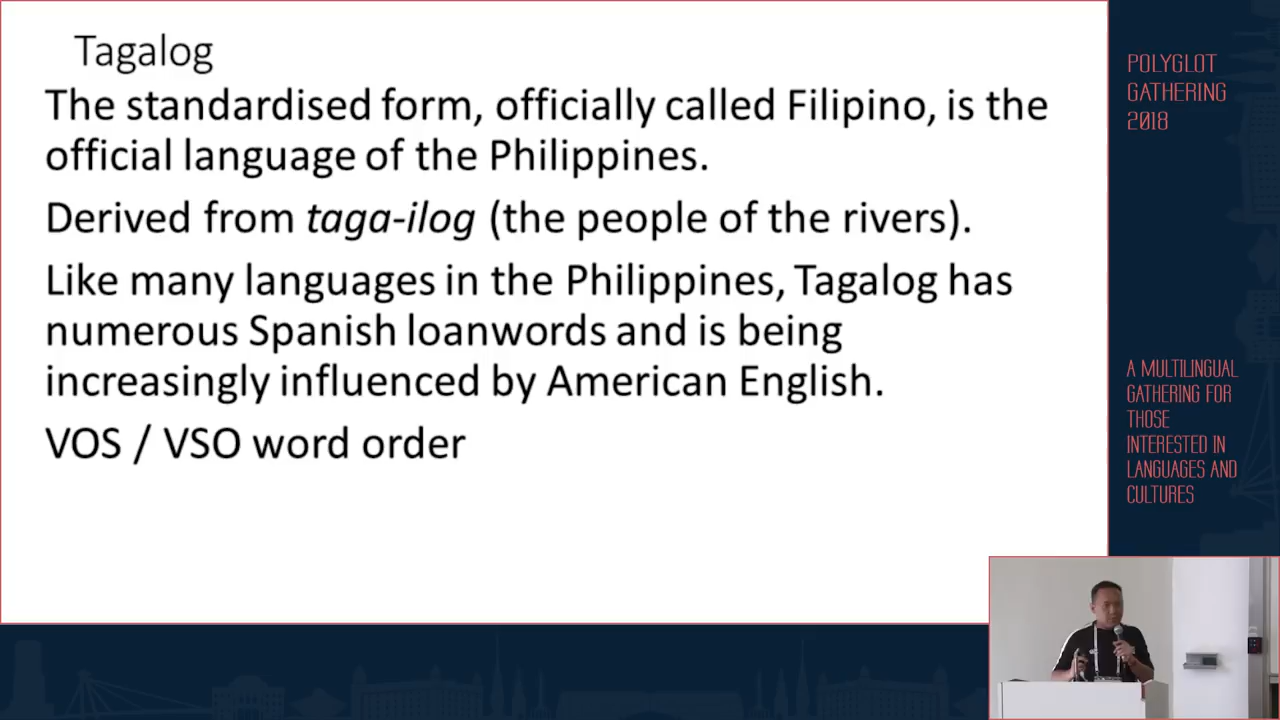 Tagalog
The standardised form, officially called Filipino, is the
official language of the Philippines.
Derived from taga-ilog (the people of the rivers).
Like many languages in the Philippines, Tagalog has
numerous Spanish loanwords and is being
increasingly influenced by American English.
VOS / VSO word order
POLYGLOT
GATHERING
2018
A MULTILINGUAL
GATHERING FOR
THOSE
INTERESTED IN
LANGUAGES AND
CULTURES